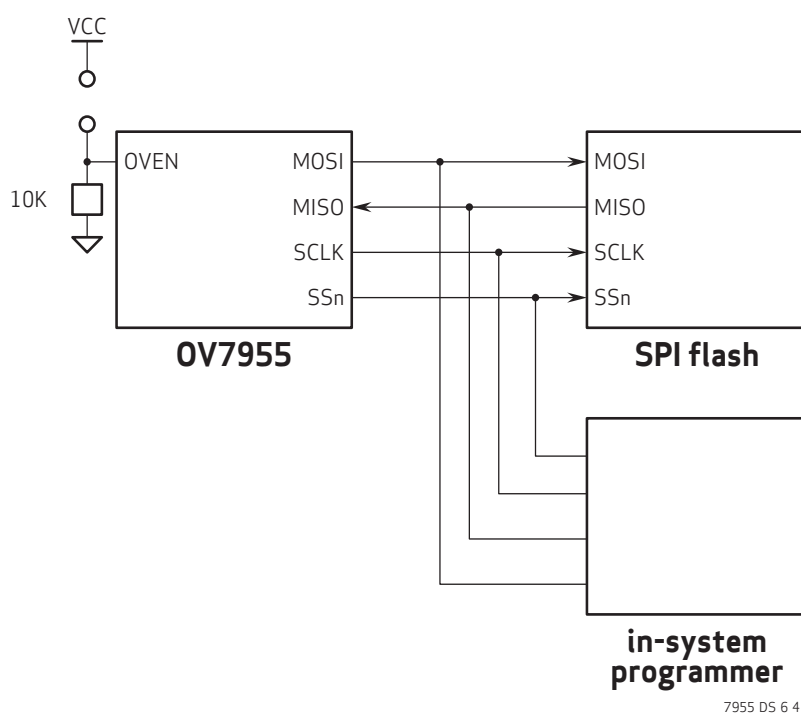 VCC
10K
OVEN
MOSI
MISO
SCLK
SSn
OV7955
MOSI
MISO
SCLK
SSn
SPI flash
in-system
programmer
7955 DS 6 4